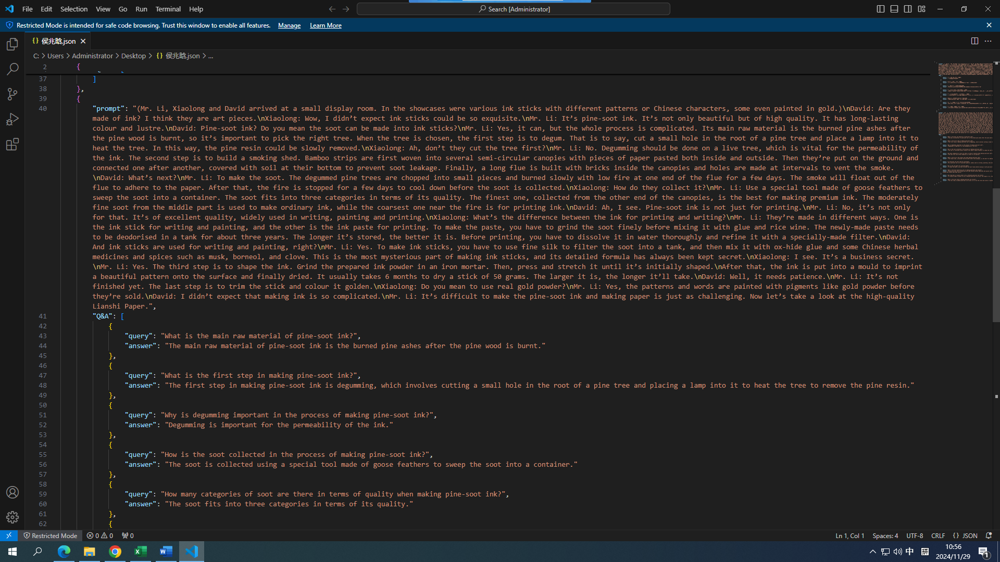 File Edit Selection View Go Run Terminal Help
Search [Administrator]
Restricted Mode is intended for safe code browsing. Trust this window to enable all features. Manage Learn More
{} 侯兆晗.json
C: > Users > Administrator > Desktop > {} 侯兆晗.json > ...
2 {
37 ]
38 },
39 {
40 "prompt": "(Mr. Li, Xiaolong and David arrived at a small display room. In the showcases were various ink sticks with different patterns or Chinese characters, some even painted in gold.)\nDavid: Are they
made of ink? I think they are art pieces.\nXiaolong: Wow, I didn’t expect ink sticks could be so exquisite.\nMr. Li: It’s pine-soot ink. It’s not only beautiful but of high quality. It has long-lasting
colour and lustre.\nDavid: Pine-soot ink? Do you mean the soot can be made into ink sticks?\nMr. Li: Yes, it can, but the whole process is complicated. Its main raw material is the burned pine ashes after
the pine wood is burnt, so it’s important to pick the right tree. When the tree is chosen, the first step is to degum. That is to say, cut a small hole in the root of a pine tree and place a lamp into it to
heat the tree. In this way, the pine resin could be slowly removed.\nXiaolong: Ah, don’t they cut the tree first?\nMr. Li: No. Degumming should be done on a live tree, which is vital for the permeability of
the ink. The second step is to build a smoking shed. Bamboo strips are first woven into several semi-circular canopies with pieces of paper pasted both inside and outside. Then they’re put on the ground and
connected one after another, covered with soil at their bottom to prevent soot leakage. Finally, a long flue is built with bricks inside the canopies and holes are made at intervals to vent the smoke.
\nDavid: What’s next?\nMr. Li: To make the soot. The degummed pine trees are chopped into small pieces and burned slowly with low fire at one end of the flue for a few days. The smoke will float out of the
flue to adhere to the paper. After that, the fire is stopped for a few days to cool down before the soot is collected.\nXiaolong: How do they collect it?\nMr. Li: Use a special tool made of goose feathers to
sweep the soot into a container. The soot fits into three categories in terms of its quality. The finest one, collected from the other end of the canopies, is the best for making premium ink. The moderately
fine soot from the middle part is used to make ordinary ink, while the coarsest one near the fire is for printing ink.\nDavid: Ah, I see. Pine-soot ink is not just for printing.\nMr. Li: No, it’s not only
for that. It’s of excellent quality, widely used in writing, painting and printing.\nXiaolong: What’s the difference between the ink for printing and writing?\nMr. Li: They’re made in different ways. One is
the ink stick for writing and painting, and the other is the ink paste for printing. To make the paste, you have to grind the soot finely before mixing it with glue and rice wine. The newly-made paste needs
to be deodorised in a tank for about three years. The longer it’s stored, the better it is. Before printing, you have to dissolve it in water thoroughly and refine it with a specially-made filter.\nDavid:
And ink sticks are used for writing and painting, right?\nMr. Li: Yes. To make ink sticks, you have to use fine silk to filter the soot into a tank, and then mix it with ox-hide glue and some Chinese herbal
medicines and spices such as musk, borneol, and clove. This is the most mysterious part of making ink sticks, and its detailed formula has always been kept secret.\nXiaolong: I see. It’s a business secret.
\nMr. Li: Yes. The third step is to shape the ink. Grind the prepared ink powder in an iron mortar. Then, press and stretch it until it’s initially shaped.\nAfter that, the ink is put into a mould to imprint
a beautiful pattern onto the surface and finally dried. It usually takes 6 months to dry a stick of 50 grams. The larger it is, the longer it’ll take.\nDavid: Well, it needs patience.\nMr. Li: It’s not
finished yet. The last step is to trim the stick and colour it golden.\nXiaolong: Do you mean to use real gold powder?\nMr. Li: Yes, the patterns and words are painted with pigments like gold powder before
they’re sold.\nDavid: I didn’t expect that making ink is so complicated.\nMr. Li: It’s difficult to make the pine-soot ink and making paper is just as challenging. Now let’s take a look at the high-quality
Lianshi Paper.",
41 "Q&A": [
42 {
43 "query": "What is the main raw material of pine-soot ink?",
44 "answer": "The main raw material of pine-soot ink is the burned pine ashes after the pine wood is burnt."
45 },
46 {
47 "query": "What is the first step in making pine-soot ink?",
48 "answer": "The first step in making pine-soot ink is degumming, which involves cutting a small hole in the root of a pine tree and placing a lamp into it to heat the tree to remove the pine resin."
49 },
50 {
51 "query": "Why is degumming important in the process of making pine-soot ink?",
52 "answer": "Degumming is important for the permeability of the ink."
53 },
54 {
55 "query": "How is the soot collected in the process of making pine-soot ink?",
56 "answer": "The soot is collected using a special tool made of goose feathers to sweep the soot into a container."
57 },
58 {
59 "query": "How many categories of soot are there in terms of quality when making pine-soot ink?",
60 "answer": "The soot fits into three categories in terms of its quality."
61 },
62 {
Restricted Mode 0 0 0 Ln 1, Col 1 Spaces: 4 UTF-8 CRLF {} JSON
中 拼 10:56
2024/11/29 1